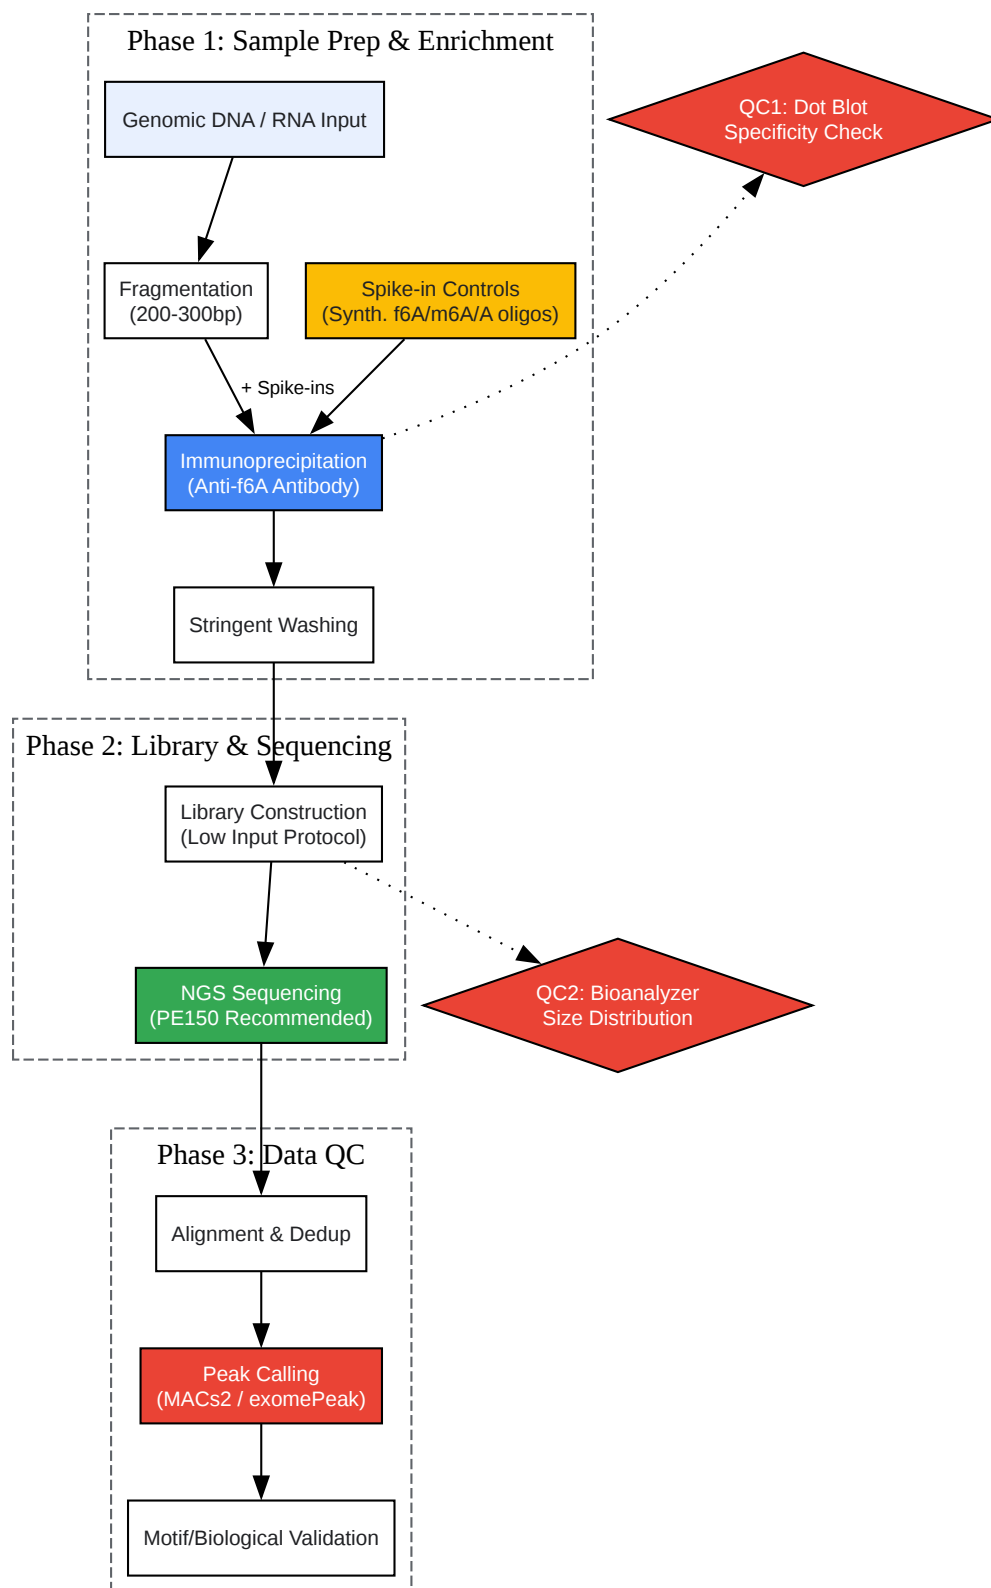 Phase 1: Sample Prep & Enrichment
Genomic DNA / RNA Input
QC1: Dot Blot
Specificity Check
Fragmentation
(200-300bp)
Spike-in Controls
(Synth. f6A/m6A/A oligos)
+ Spike-ins
Immunoprecipitation
(Anti-f6A Antibody)
Stringent Washing
Phase 2: Library & Sequencing
Library Construction
(Low Input Protocol)
NGS Sequencing
(PE150 Recommended)
QC2: Bioanalyzer
Size Distribution
Phase 3: Data QC
Alignment & Dedup
Peak Calling
(MACs2 / exomePeak)
Motif/Biological Validation